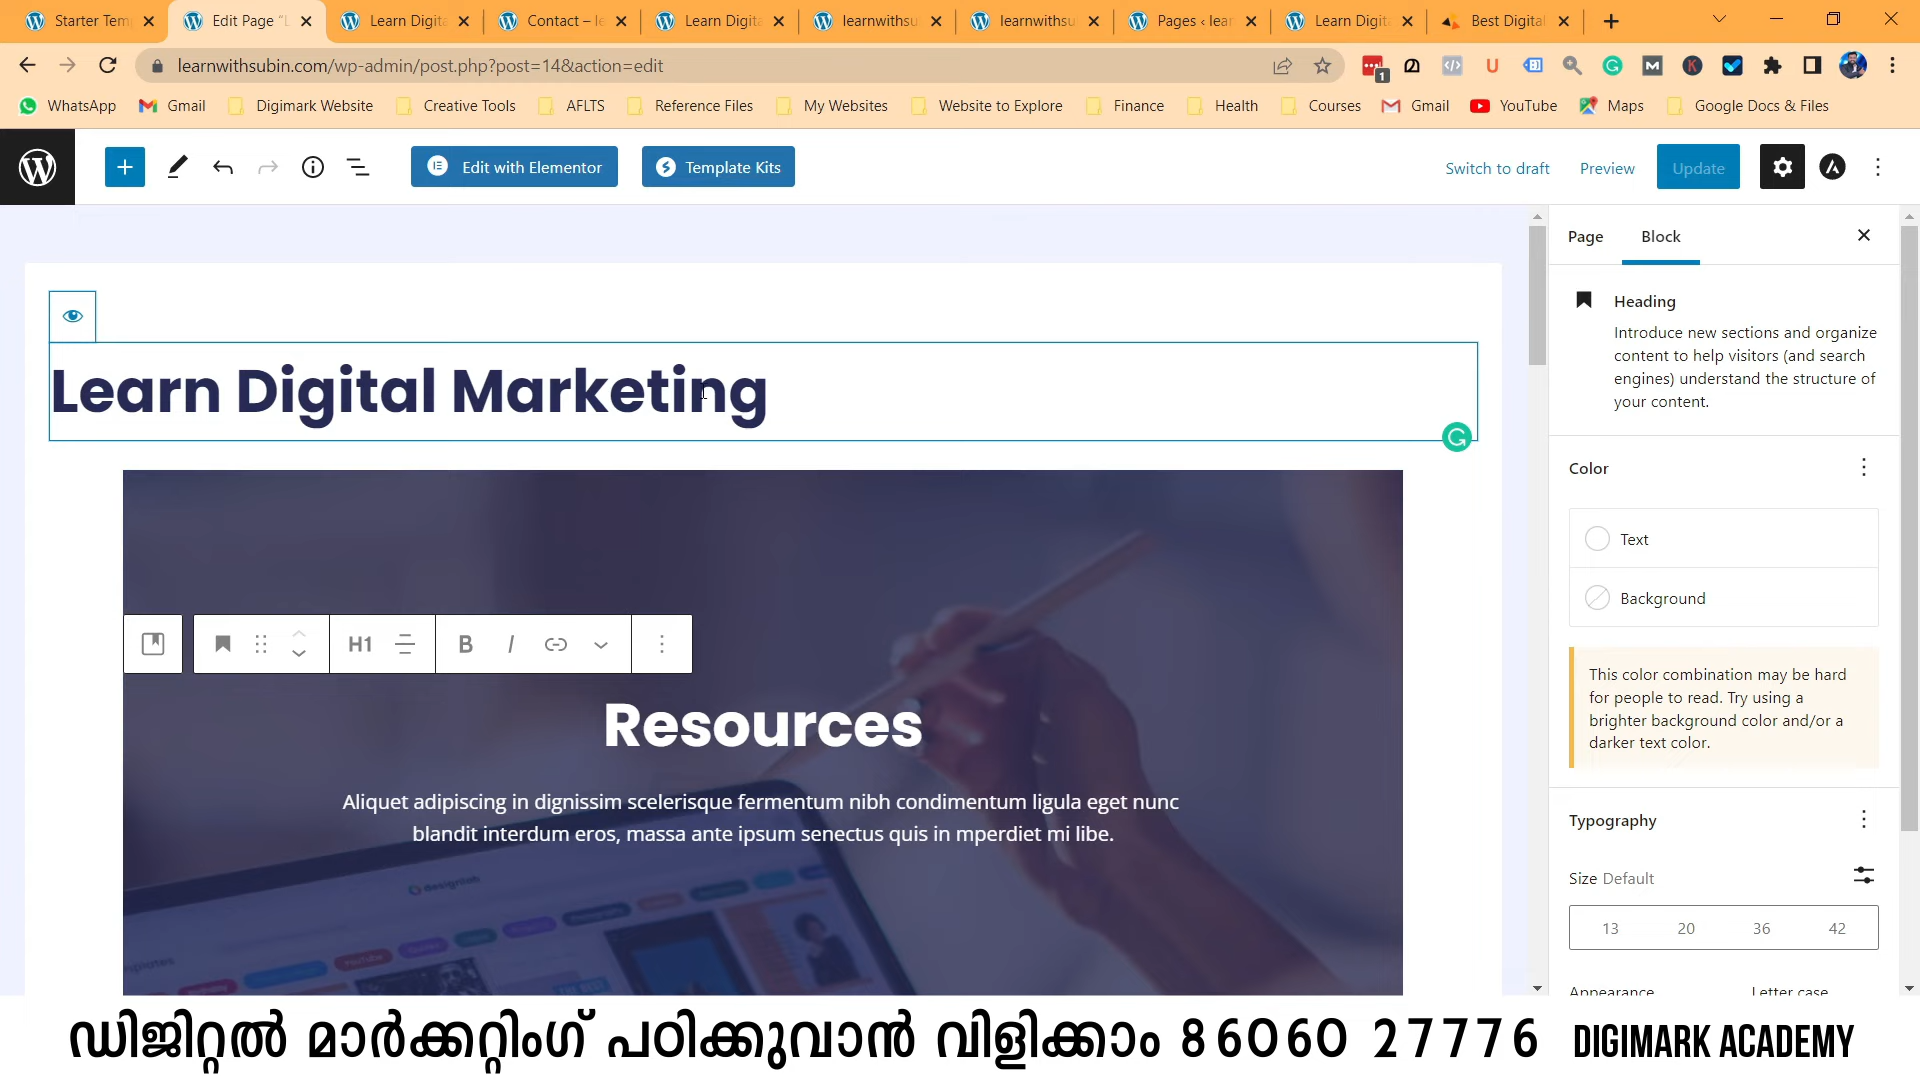 Starter Tem
Edit Page "L
Learn Digita
Contact – le
Learn Digita
learnwithsu
learnwithsu
Pages ‹ lear
Learn Digit
Best Digital
learnwithsubin.com/wp-admin/post.php?post=14&action=edit
WhatsApp
Gmail
Digimark Website
Creative Tools
AFLTS
Reference Files
My Websites
Website to Explore
Finance
Health
Courses
Gmail
YouTube
Maps
Google Docs & Files
Edit with Elementor
Template Kits
Switch to draft
Preview
Update
Page
Block
Heading
Introduce new sections and organize
content to help visitors (and search
engines) understand the structure of
your content.
Color
Text
Background
This color combination may be hard
for people to read. Try using a
brighter background color and/or a
darker text color.
Typography
Size Default
13 20 36 42
Appearance
Letter case
Learn Digital Marketing
H1 B I
Resources
Aliquet adipiscing in dignissim scelerisque fermentum nibh condimentum ligula eget nunc
blandit interdum eros, massa ante ipsum senectus quis in mperdiet mi libe.
designlab
ഡിജിറ്റൽ മാർക്കറ്റിംഗ് പഠിക്കുവാൻ വിളിക്കാം 86060 27776 DIGIMARK ACADEMY